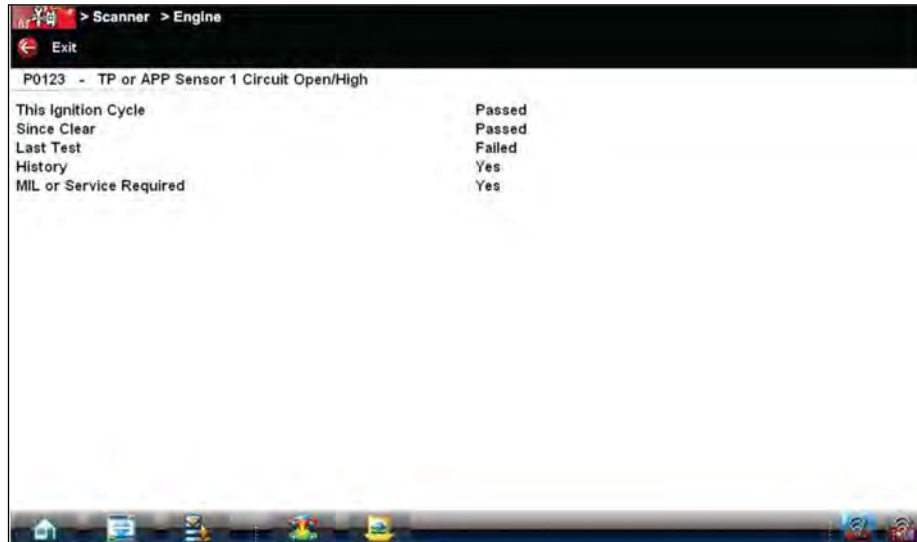 > Scanner > Engine
Exit
P0123 - TP or APP Sensor 1 Circuit Open/High
This Ignition Cycle Passed
Since Clear Passed
Last Test Failed
History Yes
MIL or Service Required Yes